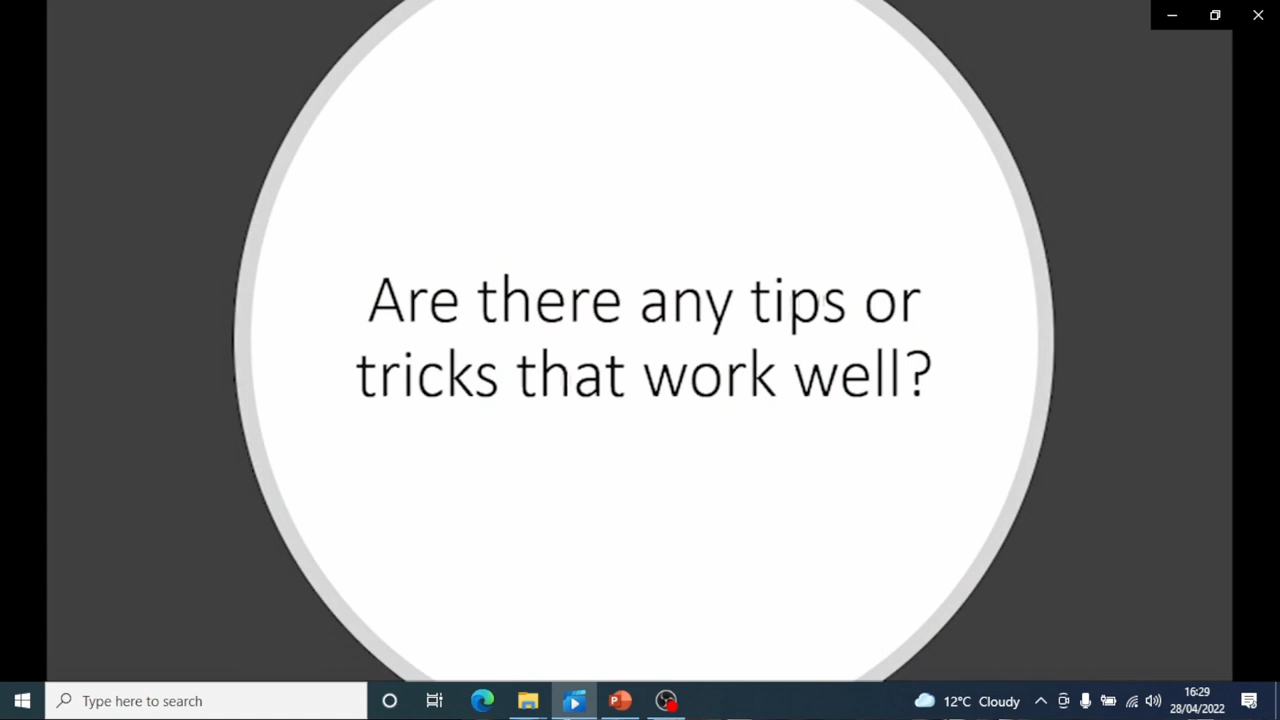 Are there any tips or
tricks that work well?
Type here to search
12°C Cloudy
16:29
28/04/2022